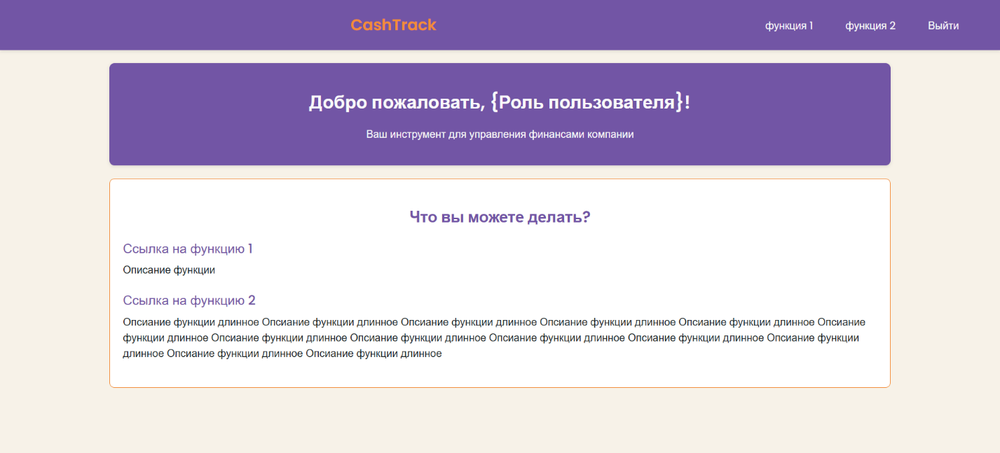 CashTrack
функция 1
функция 2
Выйти
Добро пожаловать, {Роль пользователя}!
Ваш инструмент для управления финансами компании
Что вы можете делать?
Ссылка на функцию 1
Описание функции
Ссылка на функцию 2
Опсиание функции длинное Опсиание функции длинное Опсиание функции длинное Опсиание функции длинное Опсиание функции длинное Опсиание
функции длинное Опсиание функции длинное Опсиание функции длинное Опсиание функции длинное Опсиание функции длинное Опсиание функции
длинное Опсиание функции длинное Опсиание функции длинное